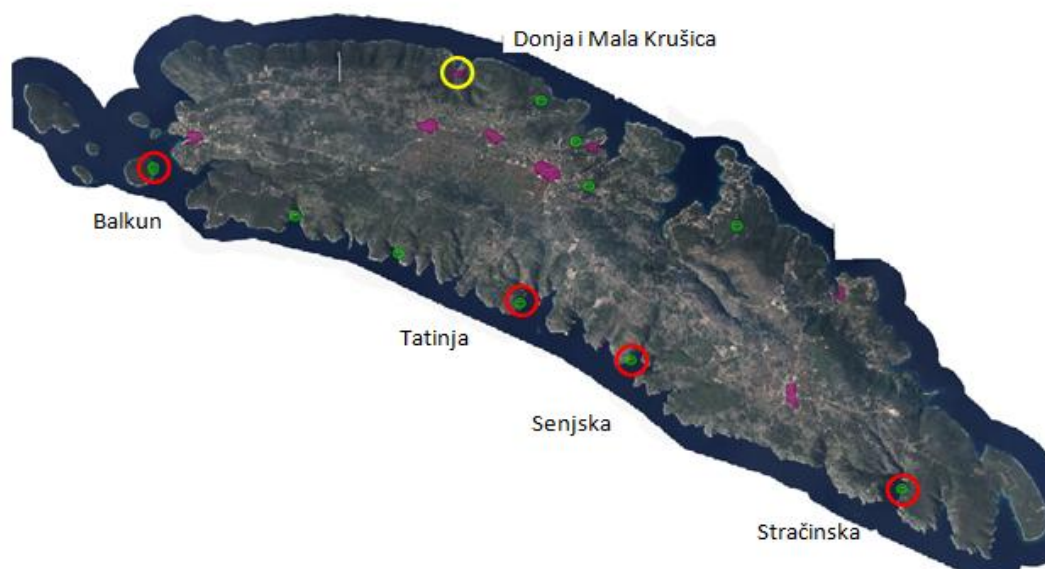 Donja i Mala Krušica
Balkun
Tatinja
Senjska
Stračinska